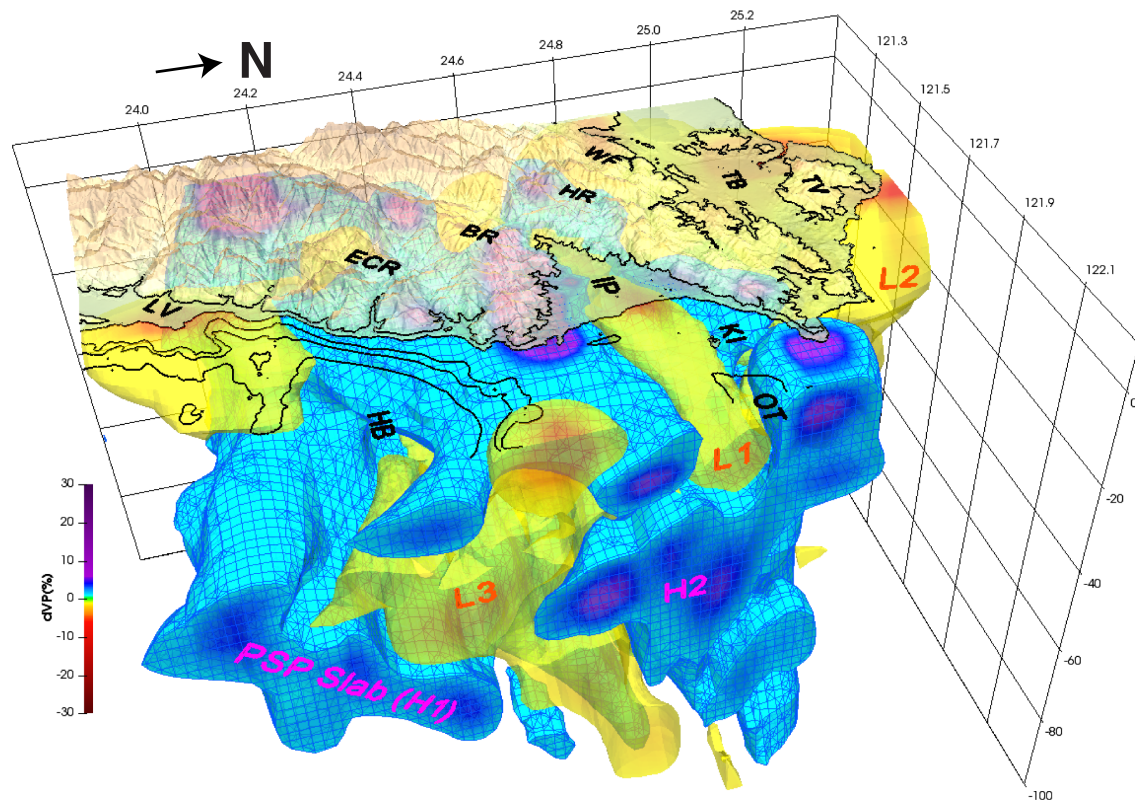 N
24.0
24.2
24.4
24.6
24.8
25.0
25.2
121.3
121.5
121.7
121.9
122.1
0
-20
-40
-60
-80
-100
WF
TB
TV
HR
BR
ECR
IP
LV
L2
KI
OT
HB
L1
L3
H2
PSP Slab (H1)
dVP(%)
30
20
10
0
-10
-20
-30